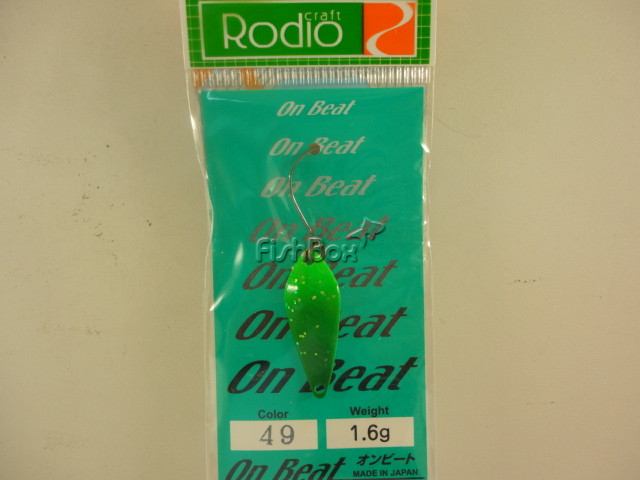 Rodio craft
On Beat
On Beat
On Beat
On Beat
FishBox
On Beat
On Beat
On Beat
Color Weight
49 1.6g
On Beat オンビート
MADE IN JAPAN.